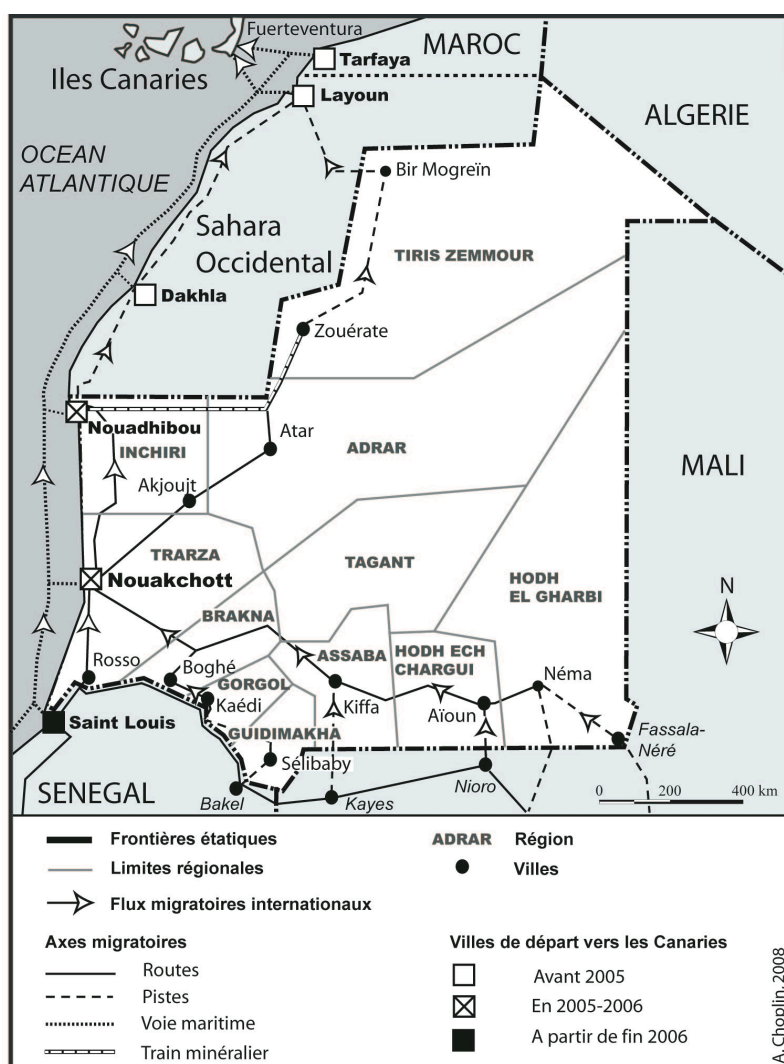 Fuerteventura
Tarfaya
MAROC
Iles Canaries
Layoun
ALGERIE
OCEAN
ATLANTIQUE
Bir Mogreïn
Sahara
Occidental
TIRIS ZEMMOUR
Dakhla
Zouérate
Nouadhibou
Atar
INCHIRI
ADRAR
MALI
Akjoujt
TRARZA
TAGANT
Nouakchott
HODH
EL GHARBI
N
BRAKNA
ASSABA
HODH ECH
CHARGUI
Rosso
Boghé
Néma
GORGOL
Kaédi
Kiffa
Aïoun
Saint Louis
GUIDIMAKHA
Fassala-
Néré
Sélibaby
SENEGAL
Bakel
Kayes
Nioro
0 200 400 km
Frontières étatiques
ADRAR Région
Limites régionales
Villes
Flux migratoires internationaux
Axes migratoires
Villes de départ vers les Canaries
Routes
Avant 2005
Pistes
En 2005-2006
Voie maritime
A partir de fin 2006
Train minéralier
A. Choplin, 2008